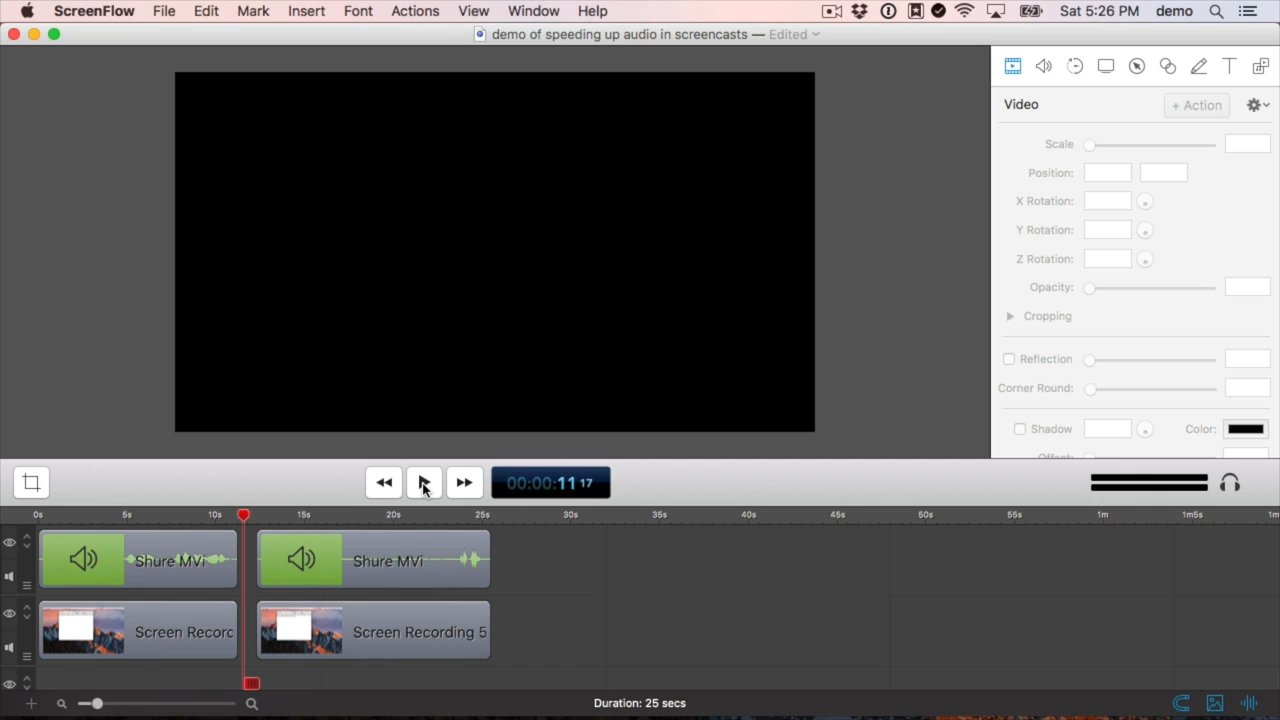 ScreenFlow File Edit Mark Insert Font Actions View Window Help Sat 5:26 PM demo
demo of speeding up audio in screencasts — Edited
Video + Action
Scale
Position:
X Rotation:
Y Rotation:
Z Rotation:
Opacity:
Cropping
Reflection
Corner Round:
Shadow Color:
Offset:
00:00:11 17
0s 5s 10s 15s 20s 25s 30s 35s 40s 45s 50s 55s 1m 1m5s 1m
Shure MVi Shure MVi
Screen Recorc Screen Recording 5
Duration: 25 secs